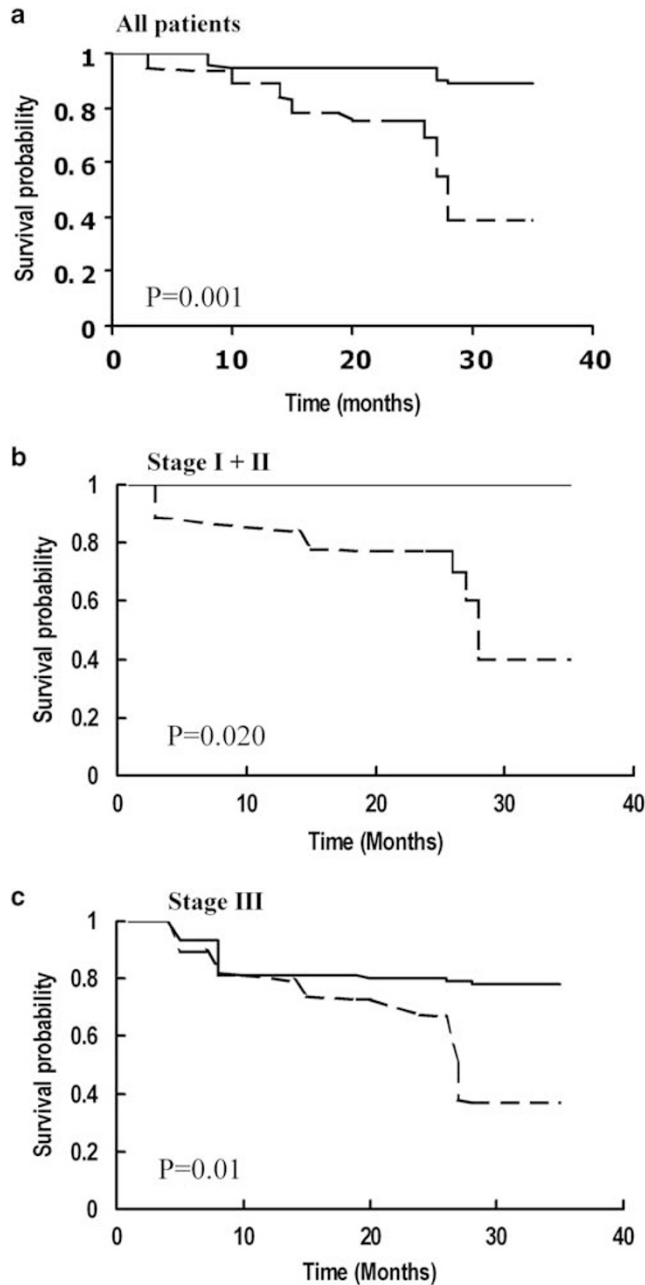 a
All patients
1
0. 8
0. 6
0. 4
0. 2
0
Survival probability
P=0.001
0 10 20 30 40
Time (months)
b
Stage I + II
1
0.8
0.6
0.4
0.2
0
Survival probability
P=0.020
0 10 20 30 40
Time (Months)
c
Stage III
1
0.8
0.6
0.4
0.2
0
Survival probability
P=0.01
0 10 20 30 40
Time (Months)